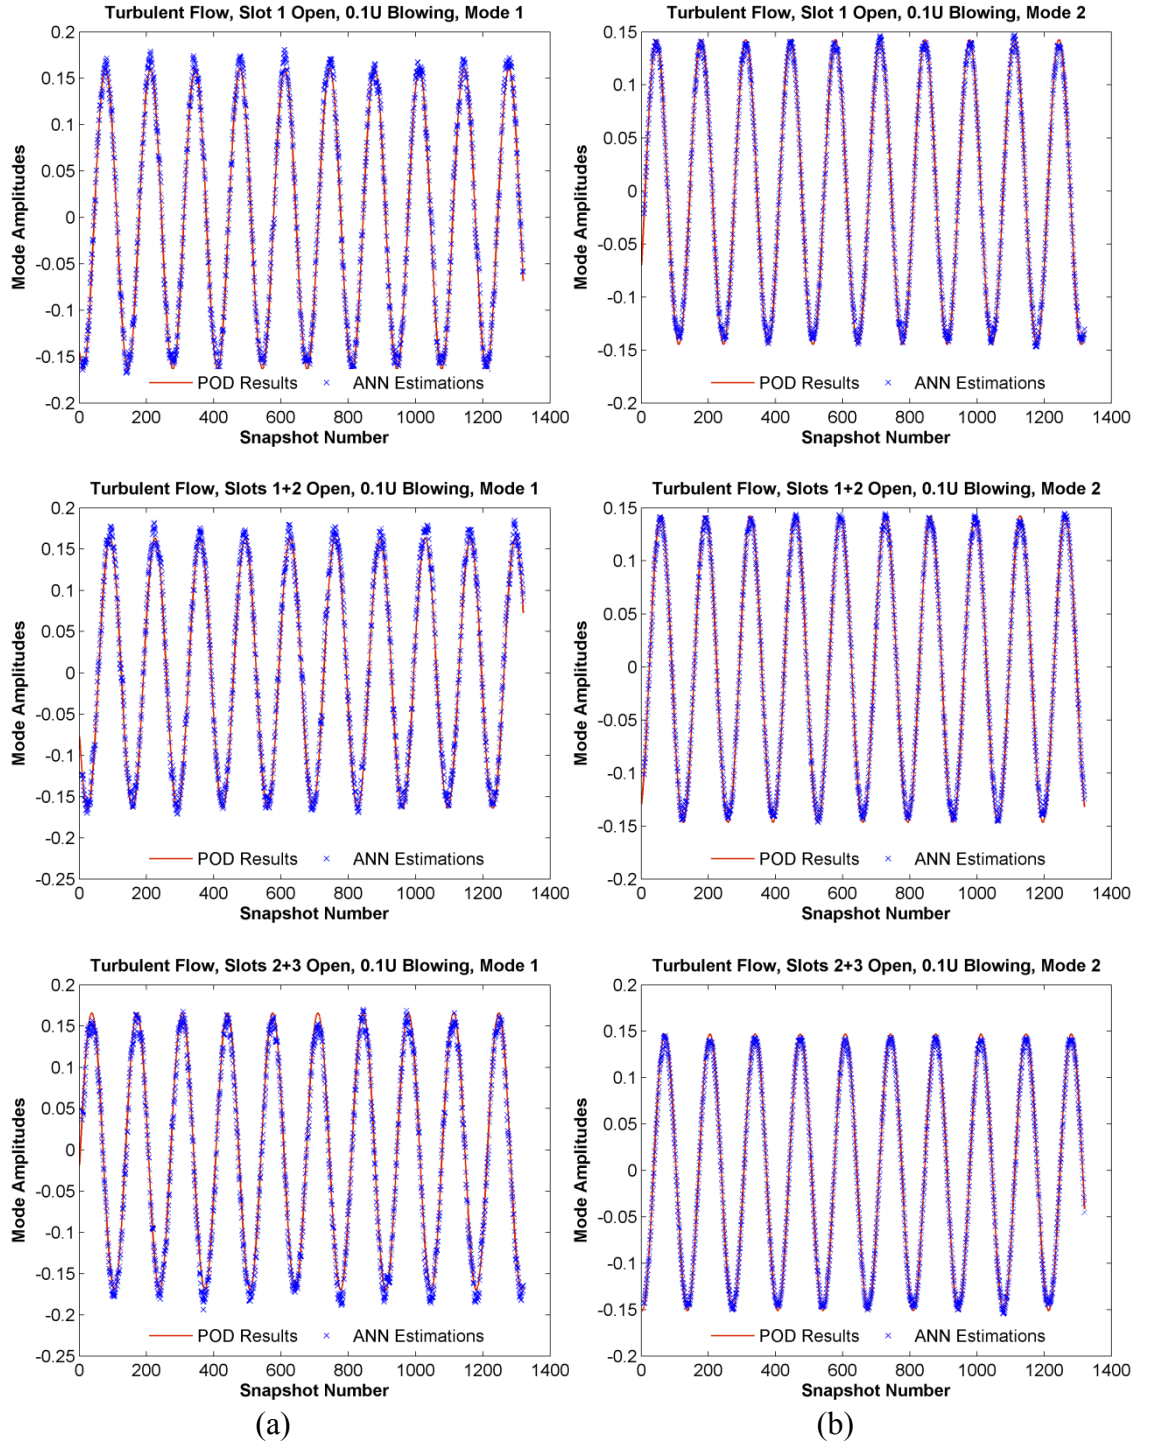 Turbulent Flow, Slot 1 Open, 0.1U Blowing, Mode 1
0.2
0.15
0.1
0.05
0
-0.05
-0.1
-0.15
-0.2
Mode Amplitudes
POD Results ANN Estimations
0 200 400 600 800 1000 1200 1400
Snapshot Number
Turbulent Flow, Slot 1 Open, 0.1U Blowing, Mode 2
0.15
0.1
0.05
0
-0.05
-0.1
-0.15
-0.2
Mode Amplitudes
POD Results ANN Estimations
0 200 400 600 800 1000 1200 1400
Snapshot Number
Turbulent Flow, Slots 1+2 Open, 0.1U Blowing, Mode 1
0.2
0.15
0.1
0.05
0
-0.05
-0.1
-0.15
-0.2
-0.25
Mode Amplitudes
POD Results ANN Estimations
0 200 400 600 800 1000 1200 1400
Snapshot Number
Turbulent Flow, Slots 1+2 Open, 0.1U Blowing, Mode 2
0.15
0.1
0.05
0
-0.05
-0.1
-0.15
-0.2
Mode Amplitudes
POD Results ANN Estimations
0 200 400 600 800 1000 1200 1400
Snapshot Number
Turbulent Flow, Slots 2+3 Open, 0.1U Blowing, Mode 1
0.2
0.15
0.1
0.05
0
-0.05
-0.1
-0.15
-0.2
-0.25
Mode Amplitudes
POD Results ANN Estimations
0 200 400 600 800 1000 1200 1400
Snapshot Number
Turbulent Flow, Slots 2+3 Open, 0.1U Blowing, Mode 2
0.2
0.15
0.1
0.05
0
-0.05
-0.1
-0.15
-0.2
Mode Amplitudes
POD Results ANN Estimations
0 200 400 600 800 1000 1200 1400
Snapshot Number
(a) (b)